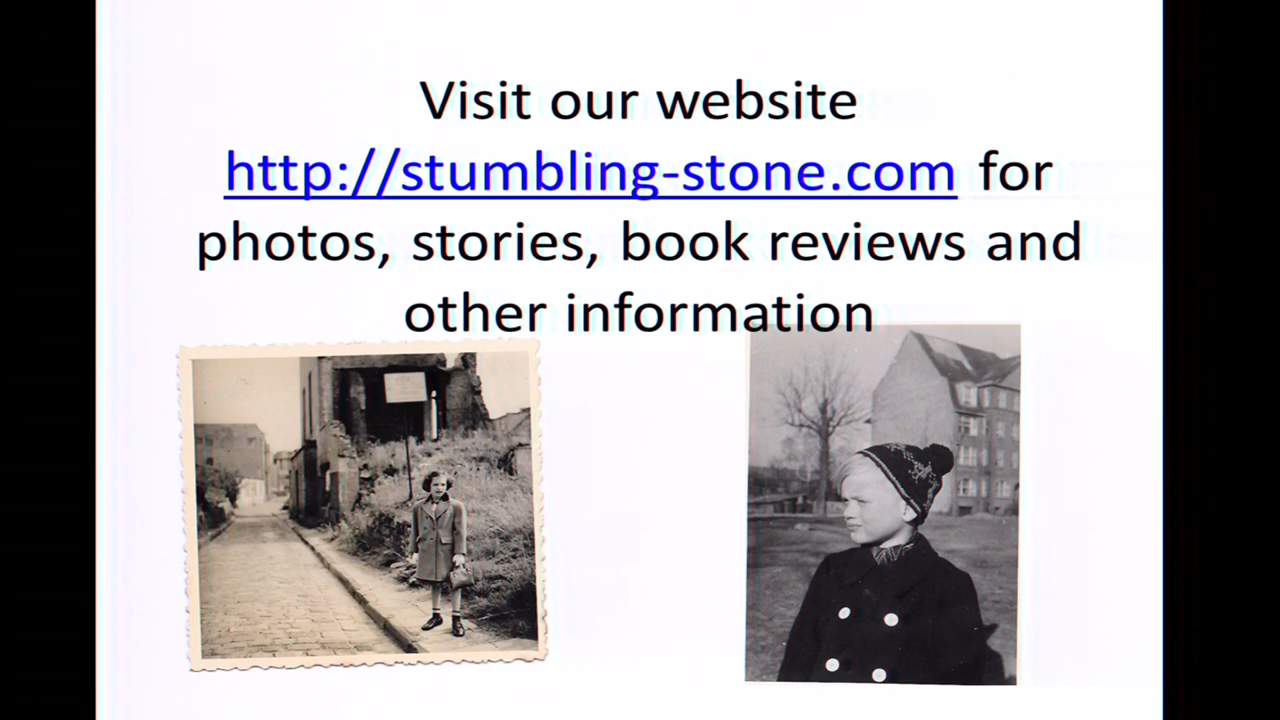 Visit our website
http://stumbling-stone.com for
photos, stories, book reviews and
other information